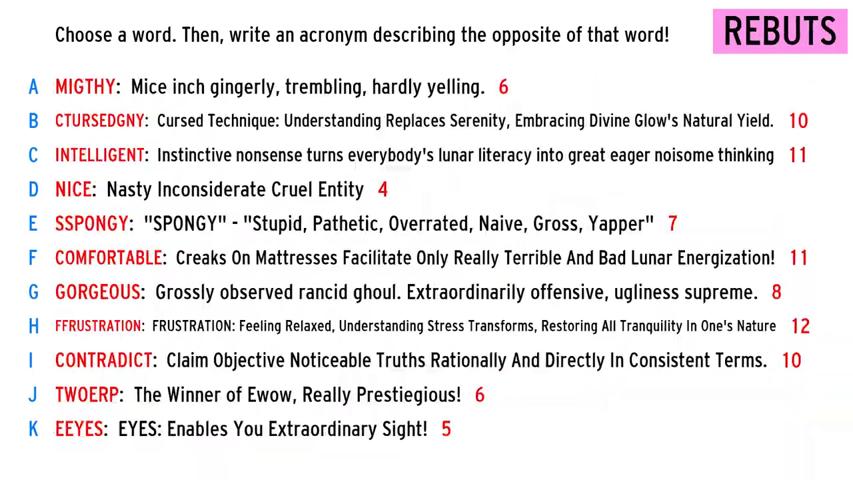 Choose a word. Then, write an acronym describing the opposite of that word! REBUTS
A MIGTHY: Mice inch gingerly, trembling, hardly yelling. 6
B CTURSEDGNY: Cursed Technique: Understanding Replaces Serenity, Embracing Divine Glow's Natural Yield. 10
C INTELLIGENT: Instinctive nonsense turns everybody's lunar literacy into great eager noisome thinking 11
D NICE: Nasty Inconsiderate Cruel Entity 4
E SSPONGY: "SPONGY" - "Stupid, Pathetic, Overrated, Naive, Gross, Yapper" 7
F COMFORTABLE: Creaks On Mattresses Facilitate Only Really Terrible And Bad Lunar Energization! 11
G GORGEOUS: Grossly observed rancid ghoul. Extraordinarily offensive, ugliness supreme. 8
H FFRUSTRATION: FRUSTRATION: Feeling Relaxed, Understanding Stress Transforms, Restoring All Tranquility In One's Nature 12
I CONTRADICT: Claim Objective Noticeable Truths Rationally And Directly In Consistent Terms. 10
J TWOERP: The Winner of Ewow, Really Prestiegious! 6
K EEYES: EYES: Enables You Extraordinary Sight! 5